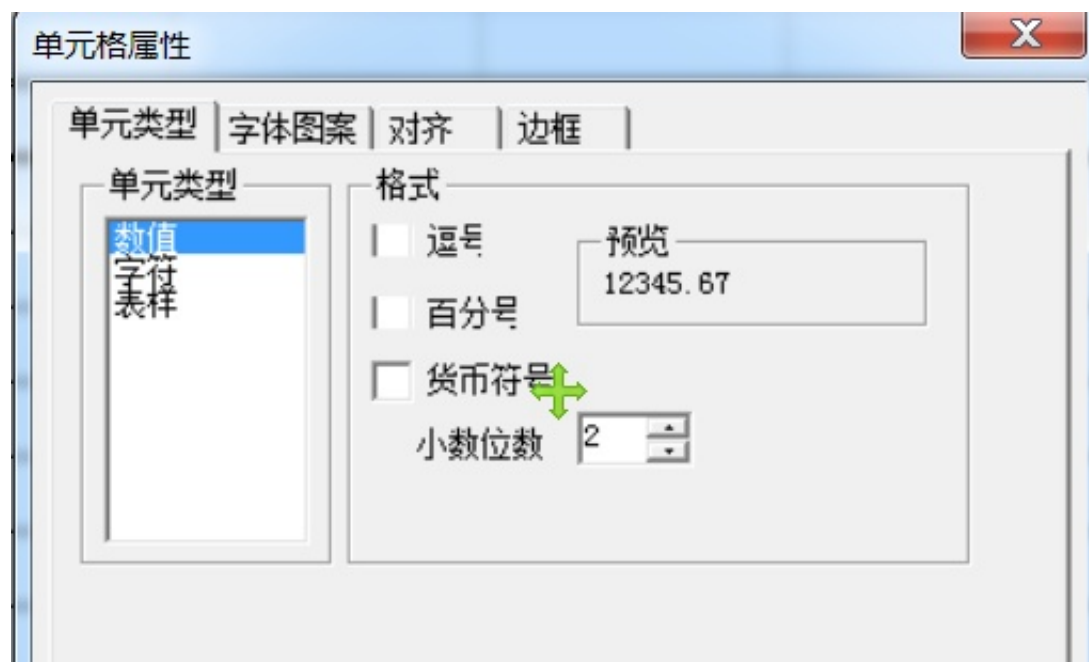 单元格属性
单元类型 字体图案 对齐 边框
单元类型
数值
字符
表样
格式
逗号
百分号
货币符号
小数位数 2
预览
12345.67